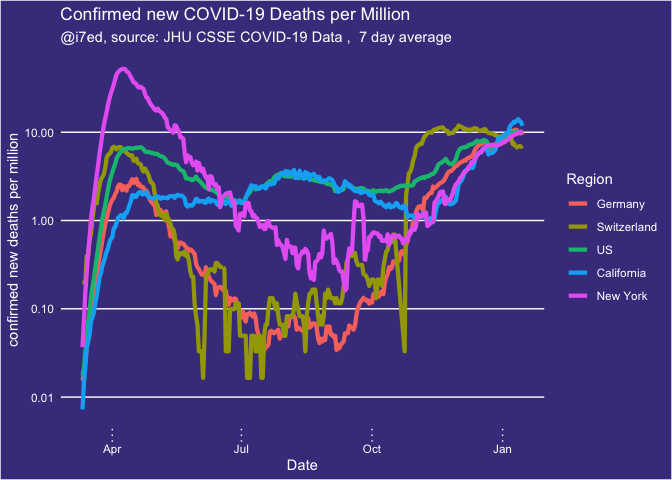 Confirmed new COVID-19 Deaths per Million
@i7ed, source: JHU CSSE COVID-19 Data , 7 day average
confirmed new deaths per million
10.00
1.00
0.10
0.01
Apr
Jul
Oct
Jan
Date
Region
Germany
Switzerland
US
California
New York